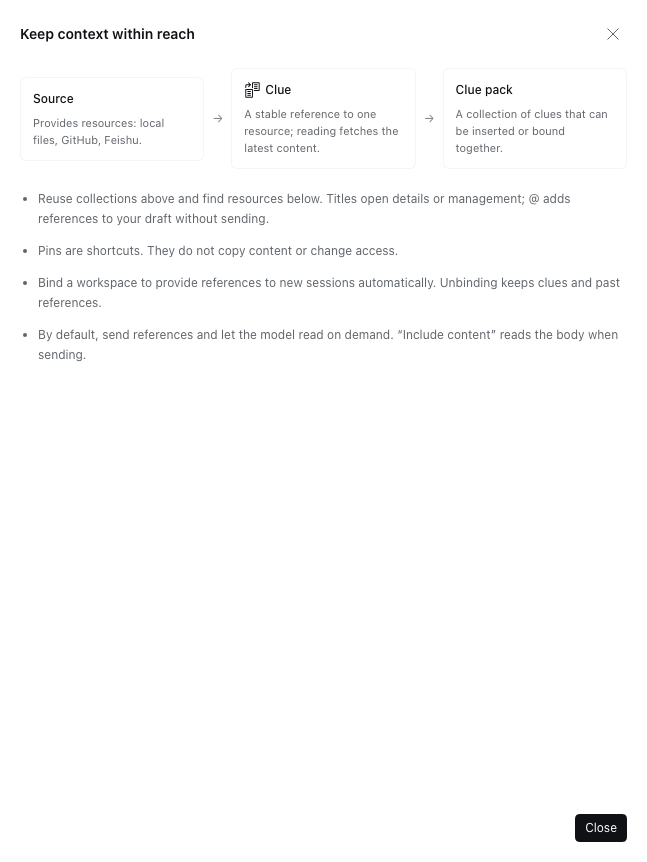 Keep context within reach
Source
Provides resources: local
files, GitHub, Feishu.
→
Clue
A stable reference to one
resource; reading fetches the
latest content.
→
Clue pack
A collection of clues that can
be inserted or bound
together.
• Reuse collections above and find resources below. Titles open details or management; @ adds
references to your draft without sending.
• Pins are shortcuts. They do not copy content or change access.
• Bind a workspace to provide references to new sessions automatically. Unbinding keeps clues and past
references.
• By default, send references and let the model read on demand. “Include content” reads the body when
sending.
Close